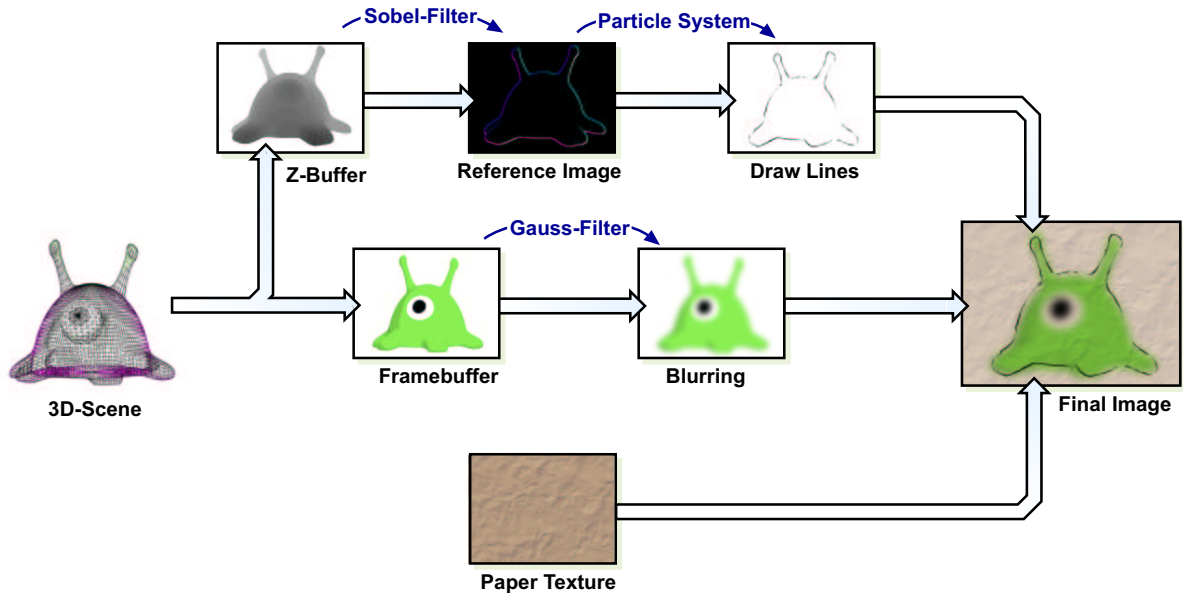 Sobel-Filter
Particle System
Z-Buffer
Reference Image
Draw Lines
Gauss-Filter
Framebuffer
Blurring
3D-Scene
Final Image
Paper Texture